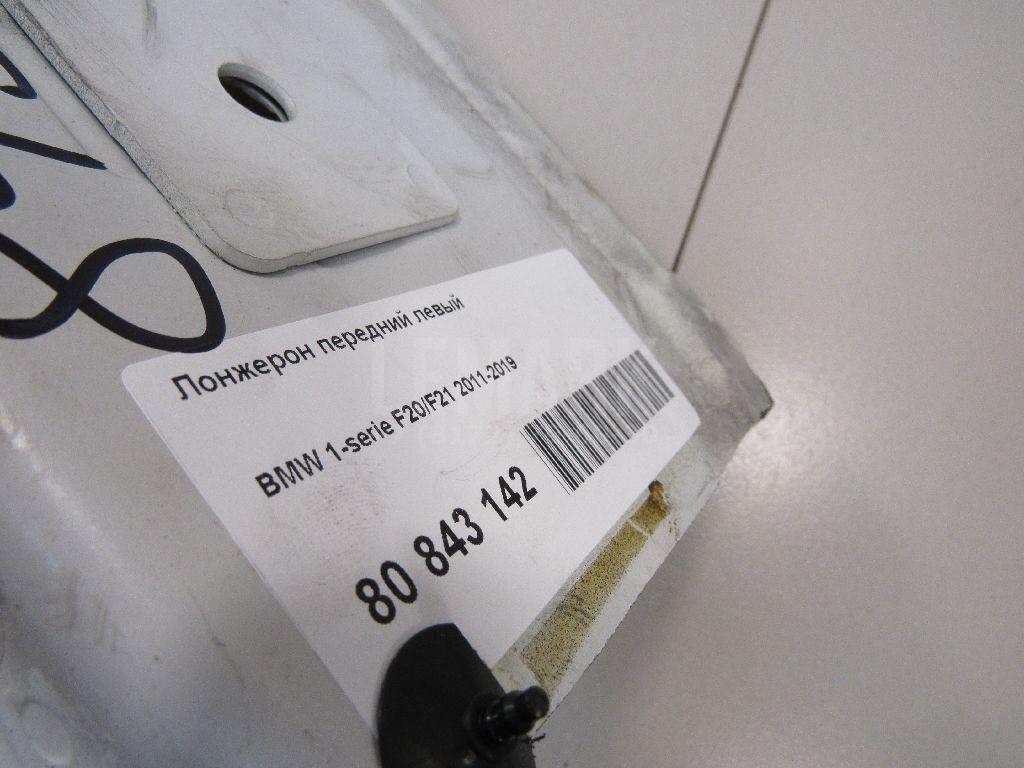 Лонжерон передний левый
BMW 1-serie F20/F21 2011-2019
80 843 142